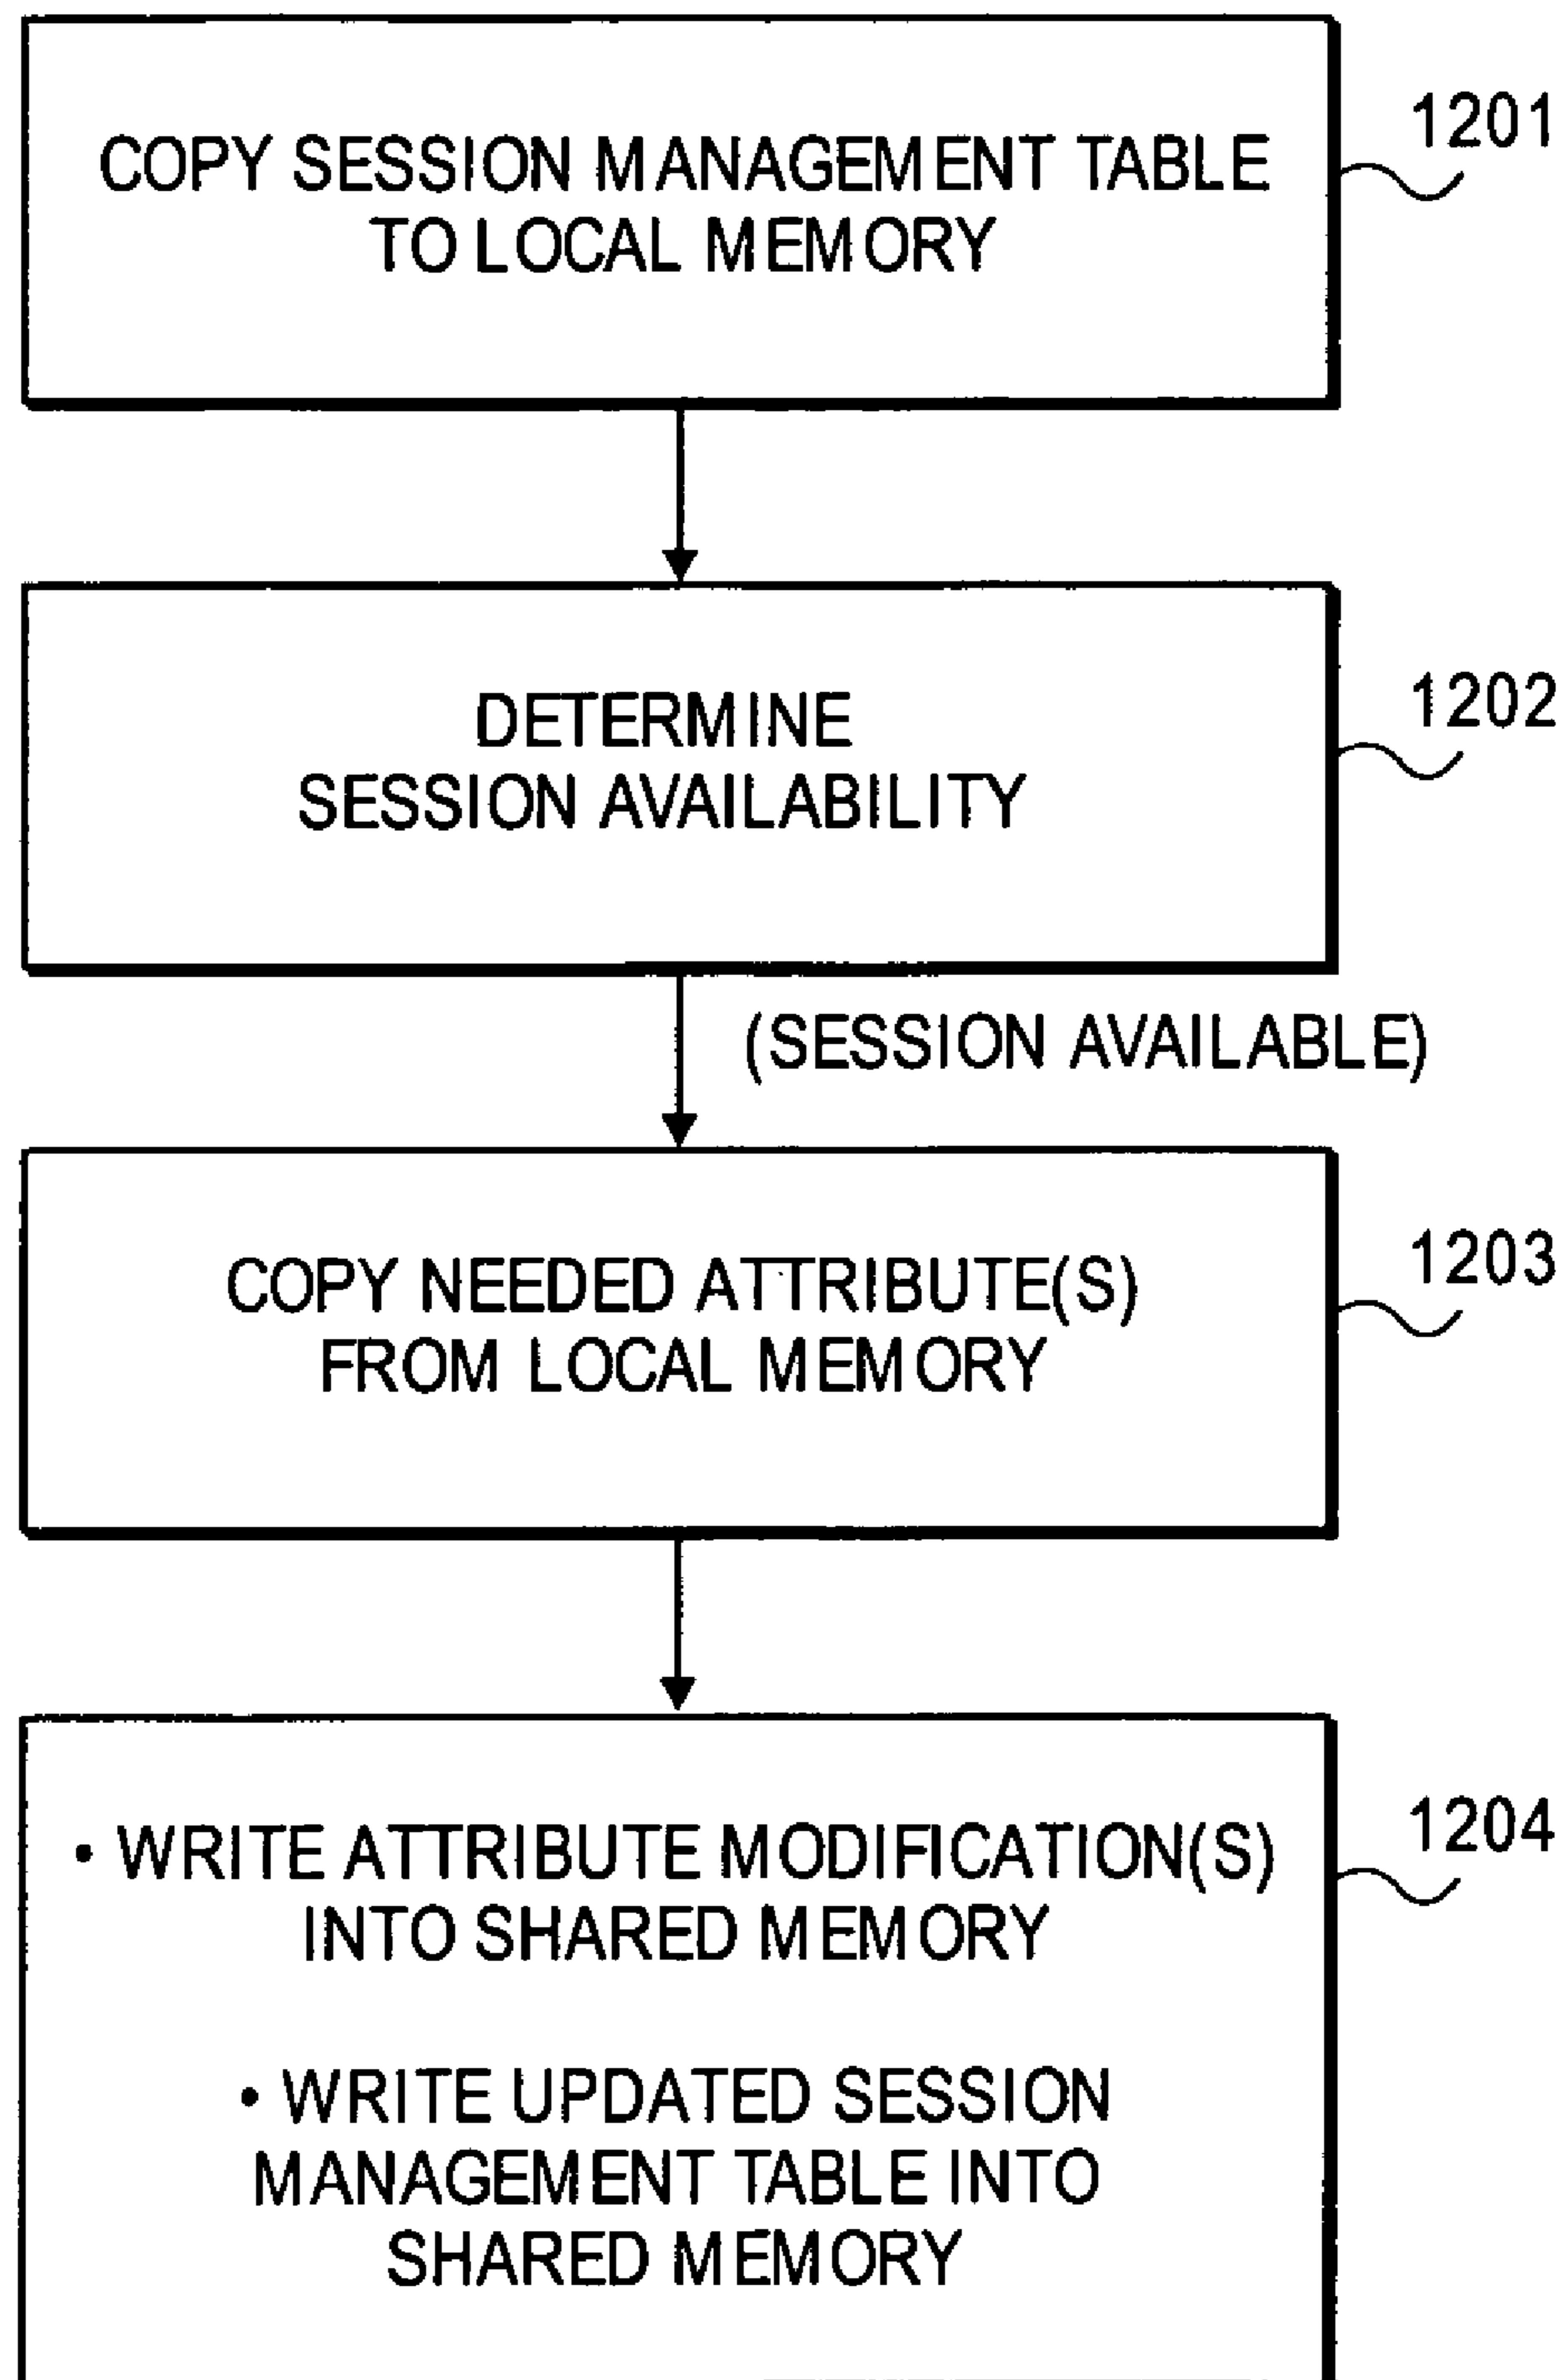 COPY SESSION MANAGEMENT TABLE
TO LOCAL MEMORY
1201
DETERMINE
SESSION AVAILABILITY
1202
(SESSION AVAILABLE)
COPY NEEDED ATTRIBUTE(S)
FROM LOCAL MEMORY
1203
• WRITE ATTRIBUTE MODIFICATION(S)
INTO SHARED MEMORY
• WRITE UPDATED SESSION
MANAGEMENT TABLE INTO
SHARED MEMORY
1204